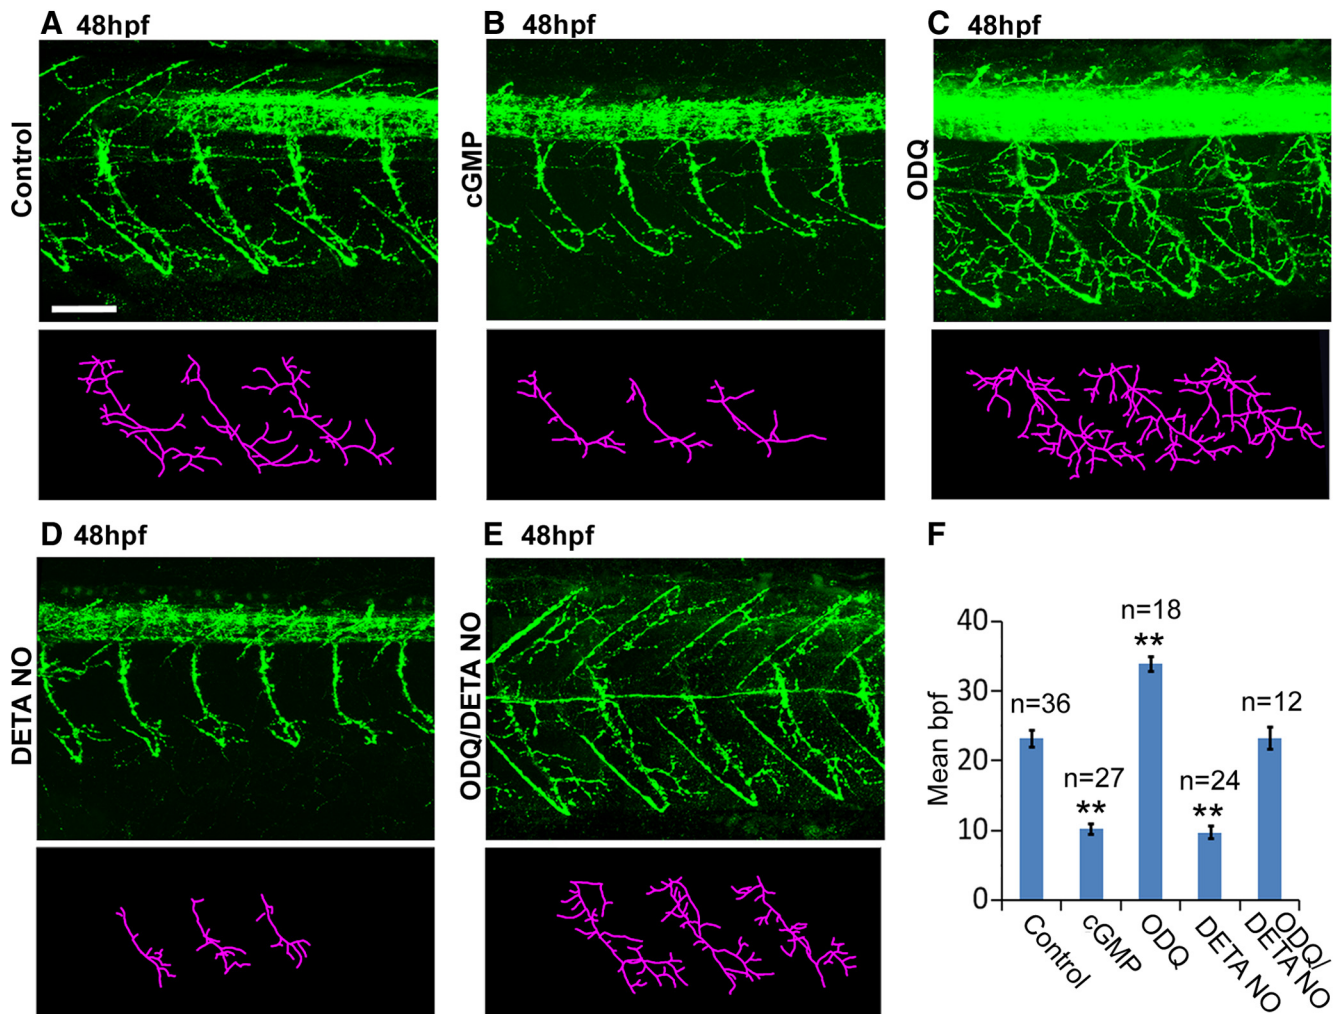 A 48hpf
Control
B 48hpf
cGMP
C 48hpf
ODQ
D 48hpf
DETA NO
E 48hpf
ODQ/DETA NO
F
Mean bpf
40
30
20
10
0
n=36
n=27
**
n=18
**
n=24
**
n=12
Control
cGMP
ODQ
DETA NO
ODQ/
DETA NO